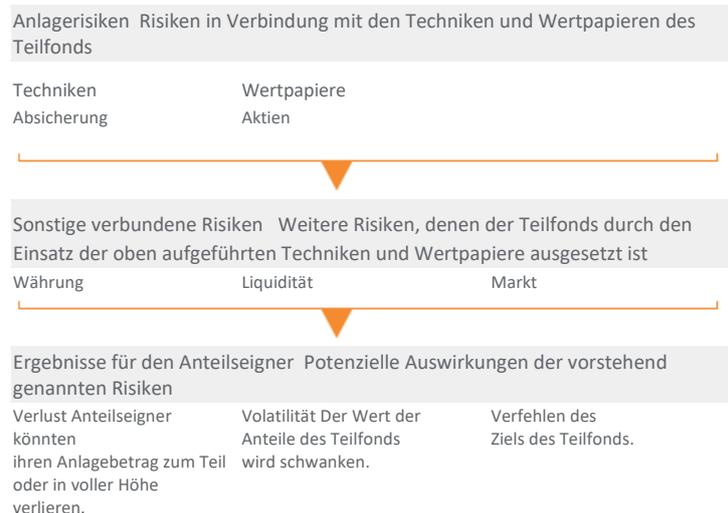 Anlagerisiken  Risiken in Verbindung mit den Techniken und Wertpapieren des
Teilfonds
Techniken
Absicherung
Wertpapiere
Aktien
Sonstige verbundene Risiken   Weitere Risiken, denen der Teilfonds durch den
Einsatz der oben aufgeführten Techniken und Wertpapiere ausgesetzt ist
Währung
Liquidität
Markt
Ergebnisse für den Anteilseigner  Potenzielle Auswirkungen der vorstehend
genannten Risiken
Verlust Anteilseigner
könnten
ihren Anlagebetrag zum Teil
oder in voller Höhe
verlieren.
Volatilität Der Wert der
Anteile des Teilfonds
wird schwanken.
Verfehlen des
Ziels des Teilfonds.